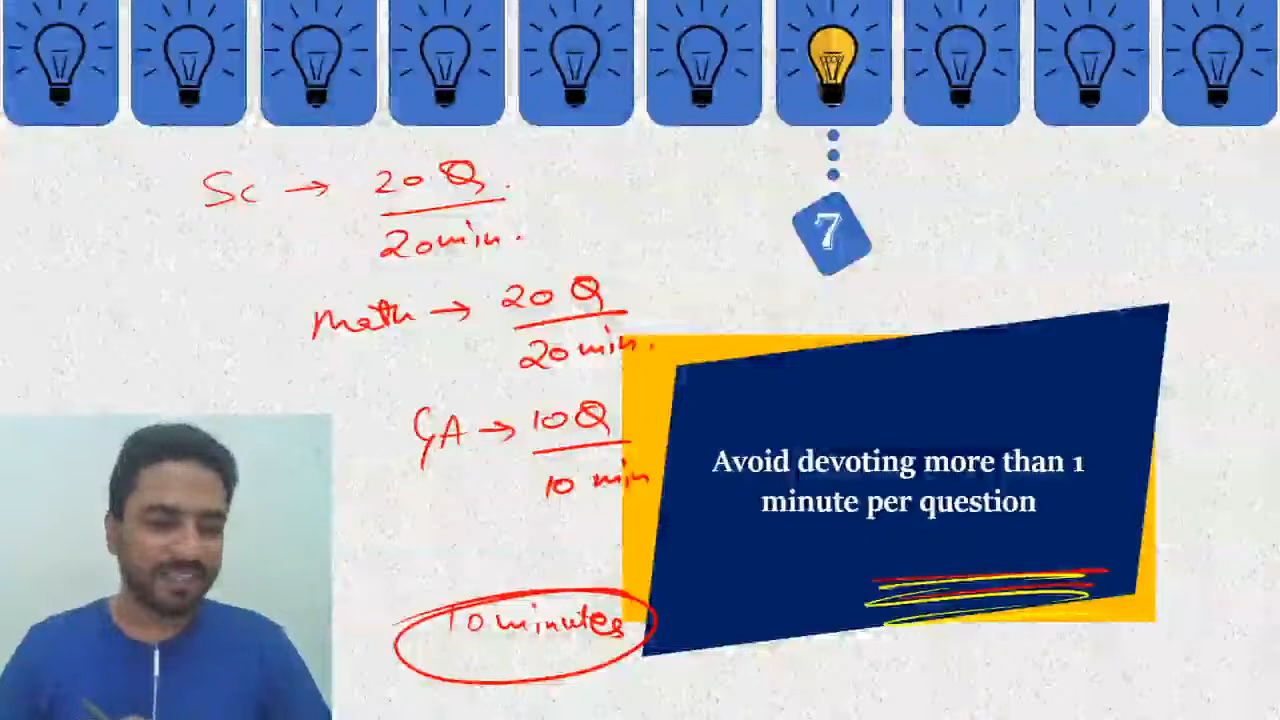 Sc → 20 Q.
20 min.
7
Math → 20 Q
20 min.
GA → 10 Q
10 min
Avoid devoting more than 1
minute per question
10 minutes